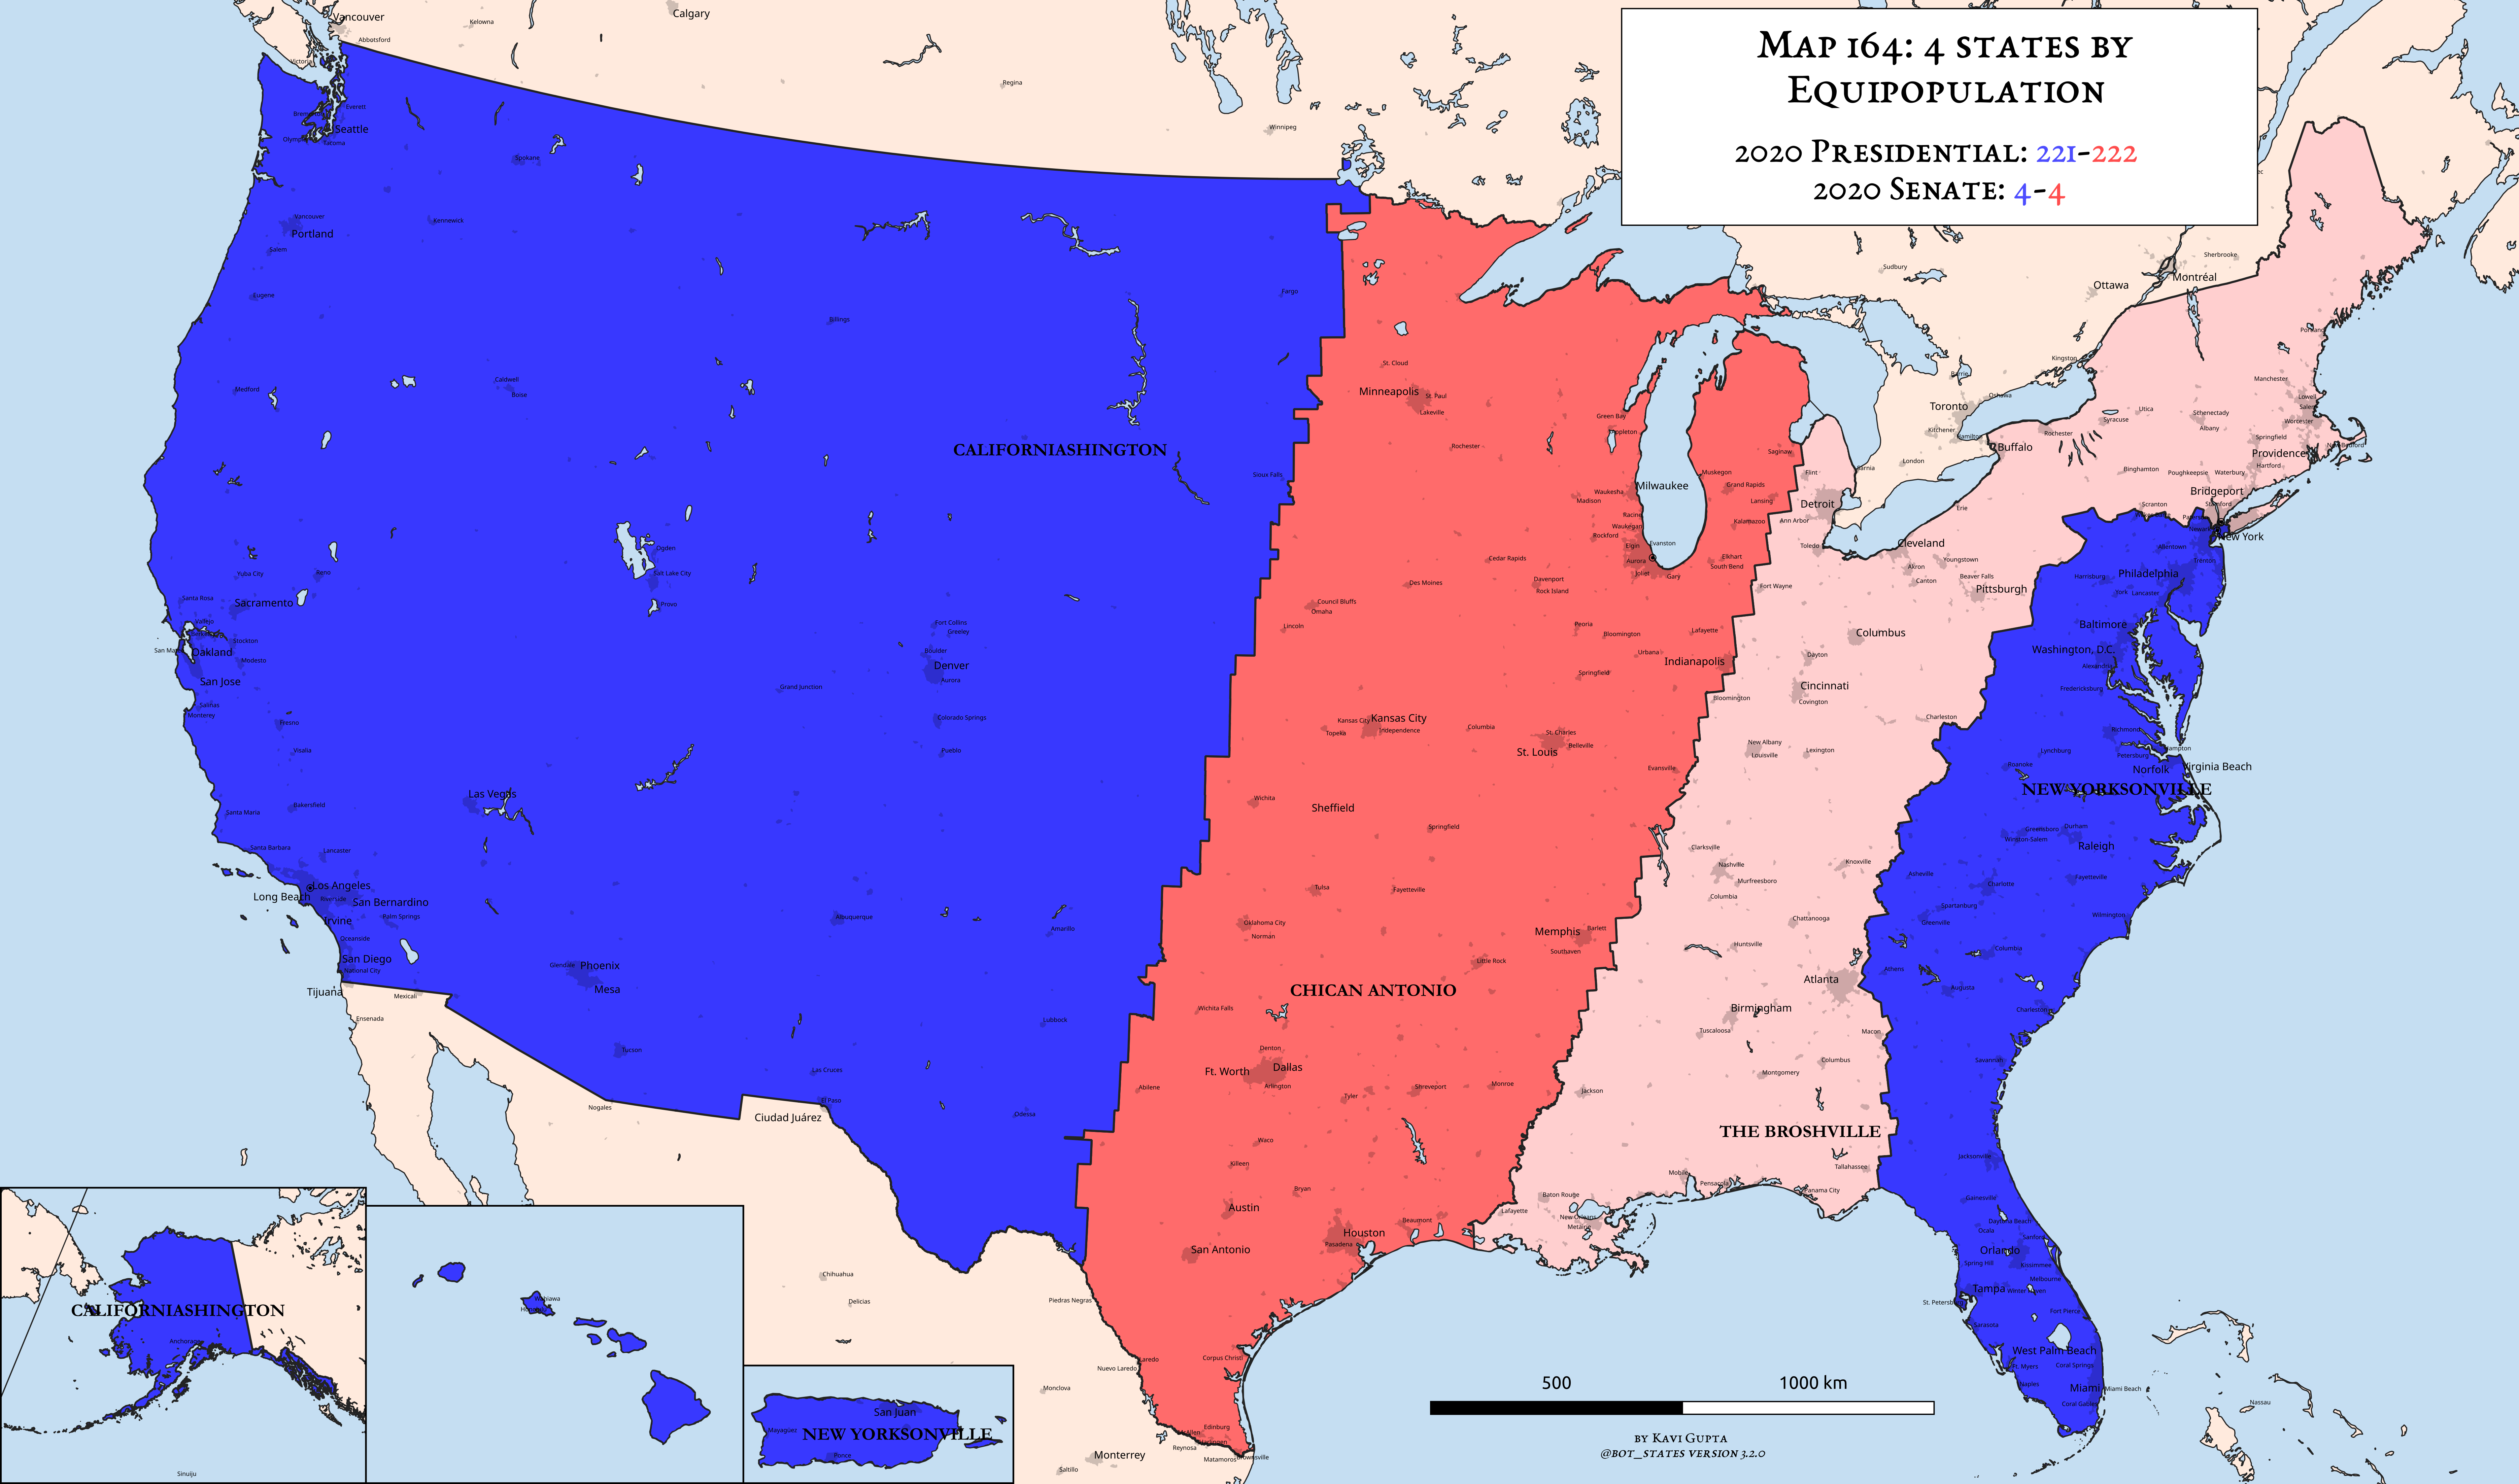 Map 164: 4 states by
Equipopulation
2020 Presidential: 221-222
2020 Senate: 4-4
Vancouver
Kelowna
Calgary
Abbotsford
Victoria
Regina
Winnipeg
Everett
Seattle
Tacoma
Spokane
Vancouver
Portland
Kennewick
Salem
Eugene
Billings
Fargo
Medford
Caldwell
Boise
CALIFORNIASHINGTON
Sioux Falls
Ogden
Salt Lake City
Provo
Yuba City
Reno
Santa Rosa
Sacramento
Vallejo
Stockton
Oakland
Modesto
San Jose
Salinas
Monterey
Fresno
Visalia
Fort Collins
Greeley
Boulder
Denver
Aurora
Grand Junction
Colorado Springs
Pueblo
Las Vegas
Bakersfield
Santa Maria
Santa Barbara
Lancaster
Los Angeles
Long Beach
Riverside
San Bernardino
Irvine
Palm Springs
Oceanside
San Diego
National City
Tijuana
Mexicali
Ensenada
Glendale
Phoenix
Mesa
Tucson
Nogales
Albuquerque
Amarillo
Lubbock
Las Cruces
El Paso
Ciudad Juárez
Odessa
Chihuahua
Delicias
Piedras Negras
Nuevo Laredo
Laredo
Monclova
Monterrey
Saltillo
Reynosa
Matamoros
Edinburg
Corpus Christi
St. Cloud
Minneapolis
St. Paul
Lakeville
Rochester
Green Bay
Appleton
Milwaukee
Waukesha
Madison
Racine
Waukegan
Rockford
Elgin
Evanston
Aurora
Joliet
Gary
Muskegon
Grand Rapids
Lansing
Kalamazoo
Saginaw
Elkhart
South Bend
Cedar Rapids
Des Moines
Davenport
Rock Island
Council Bluffs
Omaha
Lincoln
Peoria
Bloomington
Lafayette
Urbana
Indianapolis
Springfield
Kansas City
Kansas City
Independence
Topeka
Columbia
St. Charles
St. Louis
Belleville
Evansville
Wichita
Sheffield
Springfield
Tulsa
Fayetteville
Oklahoma City
Norman
Memphis
Bartlett
Southaven
Little Rock
CHICAN ANTONIO
Wichita Falls
Denton
Ft. Worth
Dallas
Arlington
Abilene
Tyler
Shreveport
Monroe
Waco
Killeen
Bryan
Austin
San Antonio
Houston
Pasadena
Beaumont
Sudbury
Ottawa
Montréal
Sherbrooke
Kingston
Barrie
Oshawa
Toronto
Kitchener
Hamilton
London
Sarnia
Flint
Detroit
Ann Arbor
Toledo
Fort Wayne
Cleveland
Akron
Canton
Youngstown
Beaver Falls
Pittsburgh
Erie
Buffalo
Rochester
Syracuse
Utica
Schenectady
Albany
Binghamton
Poughkeepsie
Waterbury
Portland
Manchester
Lowell
Salem
Worcester
Springfield
New Bedford
Providence
Hartford
Bridgeport
Stamford
Scranton
New York
Allentown
Trenton
Harrisburg
Philadelphia
York
Lancaster
Baltimore
Washington, D.C.
Alexandria
Fredericksburg
Columbus
Dayton
Cincinnati
Covington
Bloomington
Charleston
New Albany
Louisville
Lexington
Richmond
Lynchburg
Petersburg
Hampton
Roanoke
Norfolk
Virginia Beach
NEW YORKSONVILLE
Greensboro
Durham
Winston-Salem
Raleigh
Clarksville
Nashville
Murfreesboro
Columbia
Knoxville
Asheville
Charlotte
Fayetteville
Spartanburg
Greenville
Wilmington
Chattanooga
Huntsville
Columbia
Athens
Atlanta
Augusta
Birmingham
Tuscaloosa
Macon
Charleston
Columbus
Montgomery
Savannah
Jackson
THE BROSHVILLE
Jacksonville
Tallahassee
Mobile
Pensacola
Panama City
Baton Rouge
Lafayette
New Orleans
Metairie
Gainesville
Daytona Beach
Ocala
Sanford
Orlando
Spring Hill
Kissimmee
Melbourne
Tampa
Winter Haven
Fort Pierce
Sarasota
West Palm Beach
Ft. Myers
Coral Springs
Naples
Miami
Miami Beach
Nassau
CALIFORNIASHINGTON
Anchorage
Sinuiju
Wahiawa
San Juan
Mayagüez
NEW YORKSONVILLE
Ponce
500
1000 km
by Kavi Gupta
@bot_states version 3.2.0